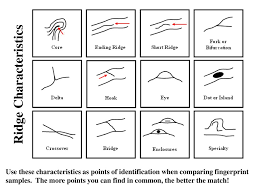 Ridge Characteristics
Core
Ending Ridge
Short Ridge
Fork or
Bifurcation
Delta
Hook
Eye
Dot or Island
Crossover
Bridge
Enclosures
Specialty
Use these characteristics as points of identification when comparing fingerprint
samples. The more points you can find in common, the better the match!